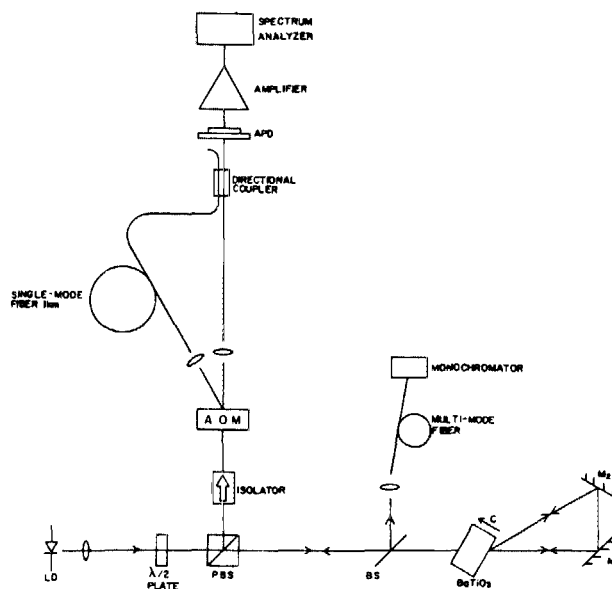 SPECTRUM
ANALYZER
AMPLIFIER
APD
DIRECTIONAL
COUPLER
SINGLE-MODE
FIBER 1km
MONOCHROMATOR
AOM
MULTI-MODE
FIBER
ISOLATOR
M2
C
LD
λ/2
PLATE
PBS
BS
BaTiO3